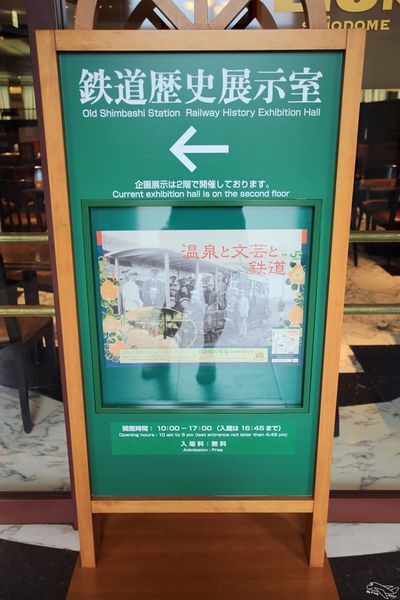 SHIODOME
鉄道歴史展示室
Old Shimbashi Station Railway History Exhibition Hall
企画展示は2階で開催しております。
Current exhibition hall is on the second floor
温泉と文芸と
鉄道
開館時間： 10:00－17:00（入館は16:45まで）
Opening hours : 10 am to 5 pm (last entrance not later than 4:45 pm)
入場料：無料
Admission : Free